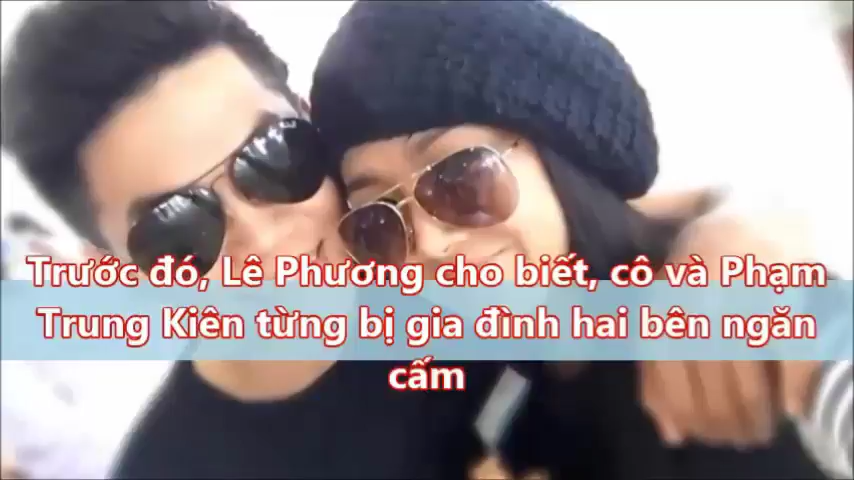 Trước đó, Lê Phương cho biết, cô và Phạm
Trung Kiên từng bị gia đình hai bên ngăn
cấm